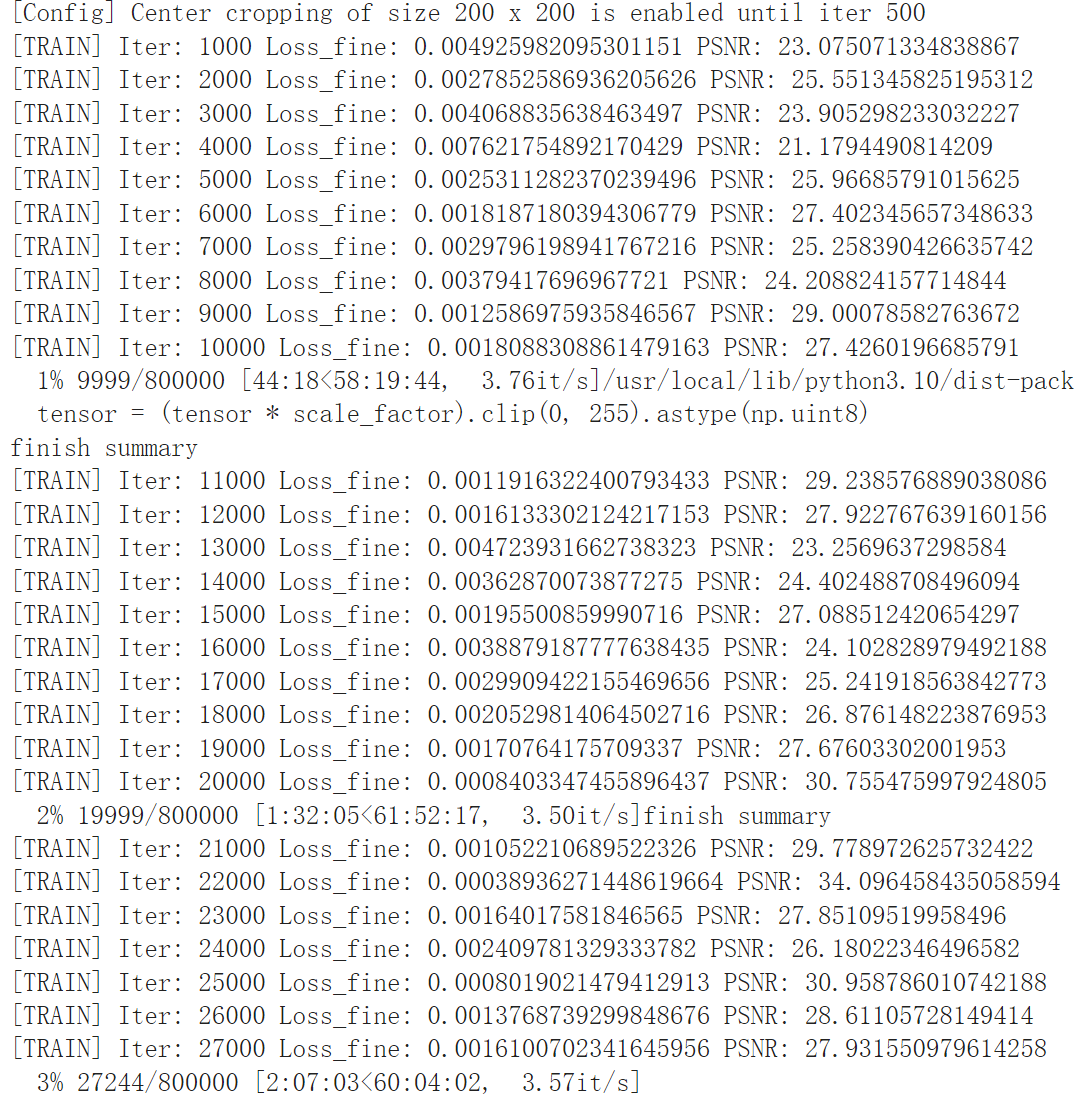 [Config] Center cropping of size 200 x 200 is enabled until iter 500
[TRAIN] Iter: 1000 Loss_fine: 0.004925982095301151 PSNR: 23.075071334838867
[TRAIN] Iter: 2000 Loss_fine: 0.0027852586936205626 PSNR: 25.551345825195312
[TRAIN] Iter: 3000 Loss_fine: 0.004068835638463497 PSNR: 23.905298233032227
[TRAIN] Iter: 4000 Loss_fine: 0.007621754892170429 PSNR: 21.1794490814209
[TRAIN] Iter: 5000 Loss_fine: 0.0025311282370239496 PSNR: 25.96685791015625
[TRAIN] Iter: 6000 Loss_fine: 0.0018187180394306779 PSNR: 27.402345657348633
[TRAIN] Iter: 7000 Loss_fine: 0.0029796198941767216 PSNR: 25.258390426635742
[TRAIN] Iter: 8000 Loss_fine: 0.00379417696967721 PSNR: 24.208824157714844
[TRAIN] Iter: 9000 Loss_fine: 0.0012586975935846567 PSNR: 29.00078582763672
[TRAIN] Iter: 10000 Loss_fine: 0.0018088308861479163 PSNR: 27.4260196685791
1% 9999/800000 [44:18<58:19:44, 3.76it/s]/usr/local/lib/python3.10/dist-pack
tensor = (tensor * scale_factor).clip(0, 255).astype(np.uint8)
finish summary
[TRAIN] Iter: 11000 Loss_fine: 0.0011916322400793433 PSNR: 29.238576889038086
[TRAIN] Iter: 12000 Loss_fine: 0.0016133302124217153 PSNR: 27.922767639160156
[TRAIN] Iter: 13000 Loss_fine: 0.004723931662738323 PSNR: 23.2569637298584
[TRAIN] Iter: 14000 Loss_fine: 0.00362870073877275 PSNR: 24.402488708496094
[TRAIN] Iter: 15000 Loss_fine: 0.00195500859990716 PSNR: 27.088512420654297
[TRAIN] Iter: 16000 Loss_fine: 0.0038879187777638435 PSNR: 24.102828979492188
[TRAIN] Iter: 17000 Loss_fine: 0.0029909422155469656 PSNR: 25.241918563842773
[TRAIN] Iter: 18000 Loss_fine: 0.0020529814064502716 PSNR: 26.876148223876953
[TRAIN] Iter: 19000 Loss_fine: 0.00170764175709337 PSNR: 27.67603302001953
[TRAIN] Iter: 20000 Loss_fine: 0.0008403347455896437 PSNR: 30.755475997924805
2% 19999/800000 [1:32:05<61:52:17, 3.50it/s]finish summary
[TRAIN] Iter: 21000 Loss_fine: 0.001052210689522326 PSNR: 29.778972625732422
[TRAIN] Iter: 22000 Loss_fine: 0.00038936271448619664 PSNR: 34.096458435058594
[TRAIN] Iter: 23000 Loss_fine: 0.00164017581846565 PSNR: 27.85109519958496
[TRAIN] Iter: 24000 Loss_fine: 0.002409781329333782 PSNR: 26.18022346496582
[TRAIN] Iter: 25000 Loss_fine: 0.0008019021479412913 PSNR: 30.958786010742188
[TRAIN] Iter: 26000 Loss_fine: 0.0013768739299848676 PSNR: 28.61105728149414
[TRAIN] Iter: 27000 Loss_fine: 0.0016100702341645956 PSNR: 27.931550979614258
3% 27244/800000 [2:07:03<60:04:02, 3.57it/s]